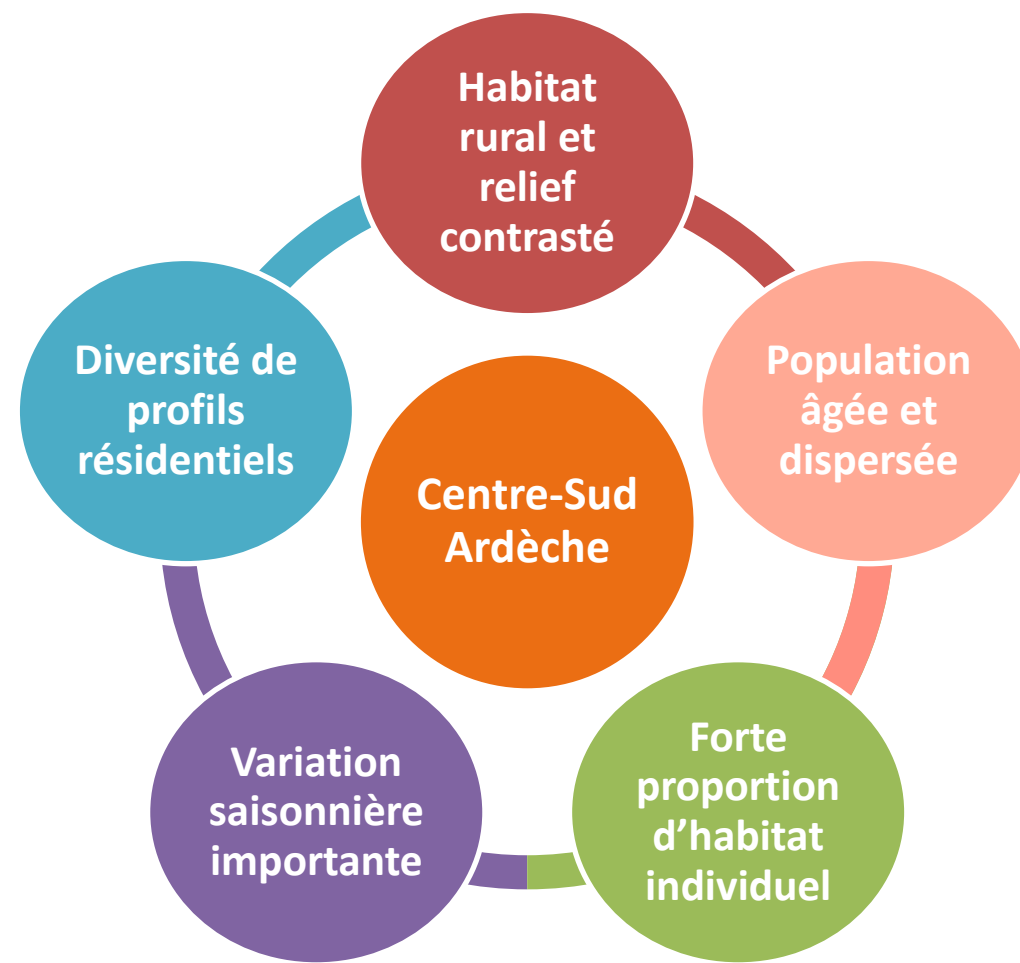 Habitat
rural et
relief
contrasté
Diversité de
profils
résidentiels
Population
âgée et
dispersée
Centre-Sud
Ardèche
Variation
saisonnière
importante
Forte
proportion
d’habitat
individuel